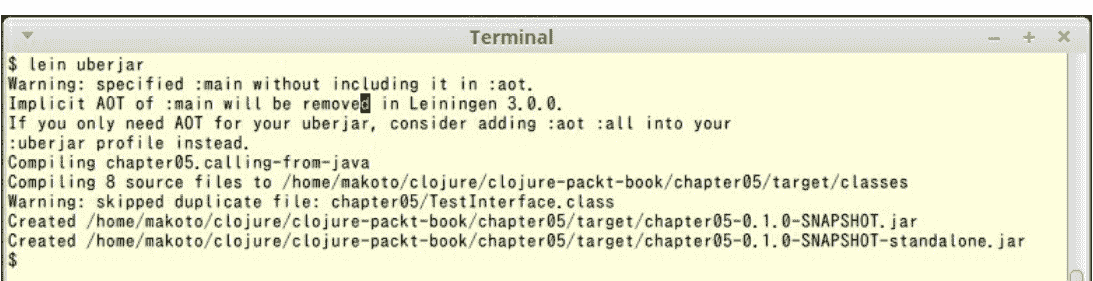 Terminal
$ lein uberjar
Warning: specified :main without including it in :aot.
Implicit AOT of :main will be removed in Leiningen 3.0.0.
If you only need AOT for your uberjar, consider adding :aot :all into your
:uberjar profile instead.
Compiling chapter05.calling-from-java
Compiling 8 source files to /home/makoto/clojure/clojure-packt-book/chapter05/target/classes
Warning: skipped duplicate file: chapter05/TestInterface.class
Created /home/makoto/clojure/clojure-packt-book/chapter05/target/chapter05-0.1.0-SNAPSHOT.jar
Created /home/makoto/clojure/clojure-packt-book/chapter05/target/chapter05-0.1.0-SNAPSHOT-standalone.jar
$